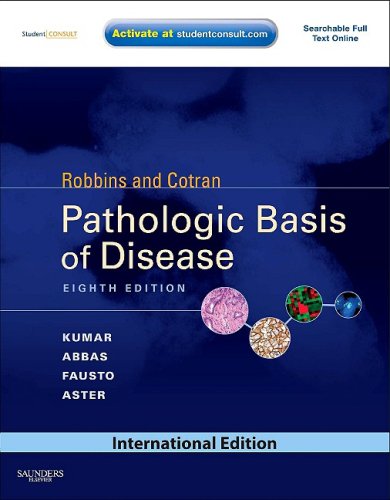 Student CONSULT
Activate at studentconsult.com
Searchable Full
Text Online
Robbins and Cotran
Pathologic Basis
of Disease
EIGHTH EDITION
KUMAR
ABBAS
FAUSTO
ASTER
International Edition
SAUNDERS
ELSEVIER